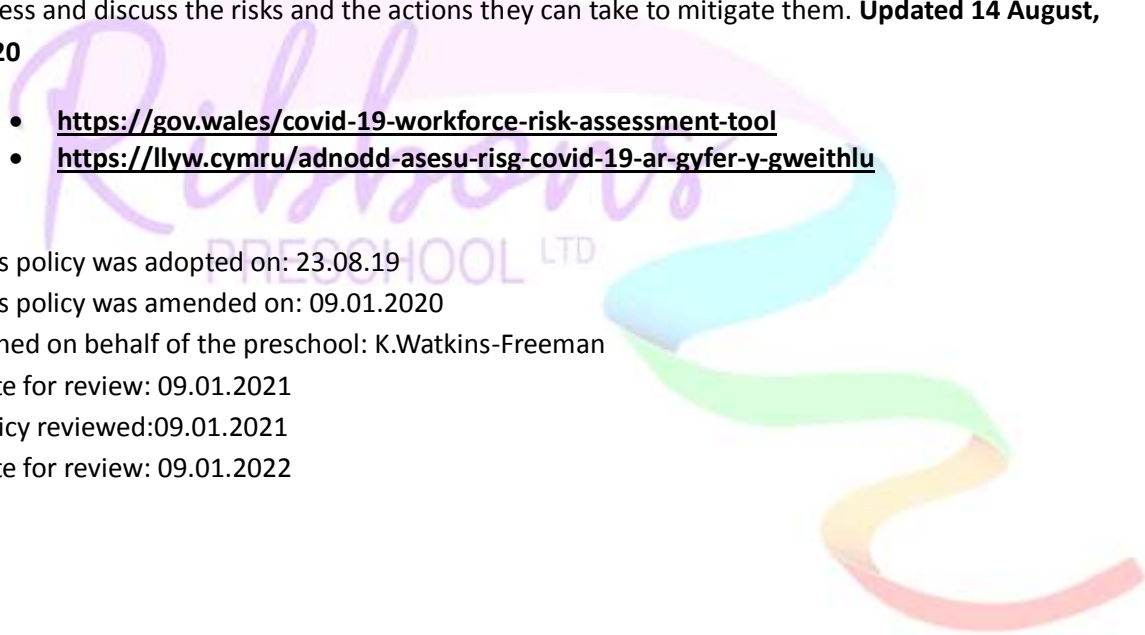 ess and discuss the risks and the actions they can take to mitigate them. Updated 14 August,
20
• https://gov.wales/covid-19-workforce-risk-assessment-tool
• https://llyw.cymru/adnodd-asesu-risg-covid-19-ar-gyfer-y-gweithlu
Ribbons
PRESCHOOL LTD
s policy was adopted on: 23.08.19
s policy was amended on: 09.01.2020
ned on behalf of the preschool: K.Watkins-Freeman
te for review: 09.01.2021
icy reviewed:09.01.2021
te for review: 09.01.2022